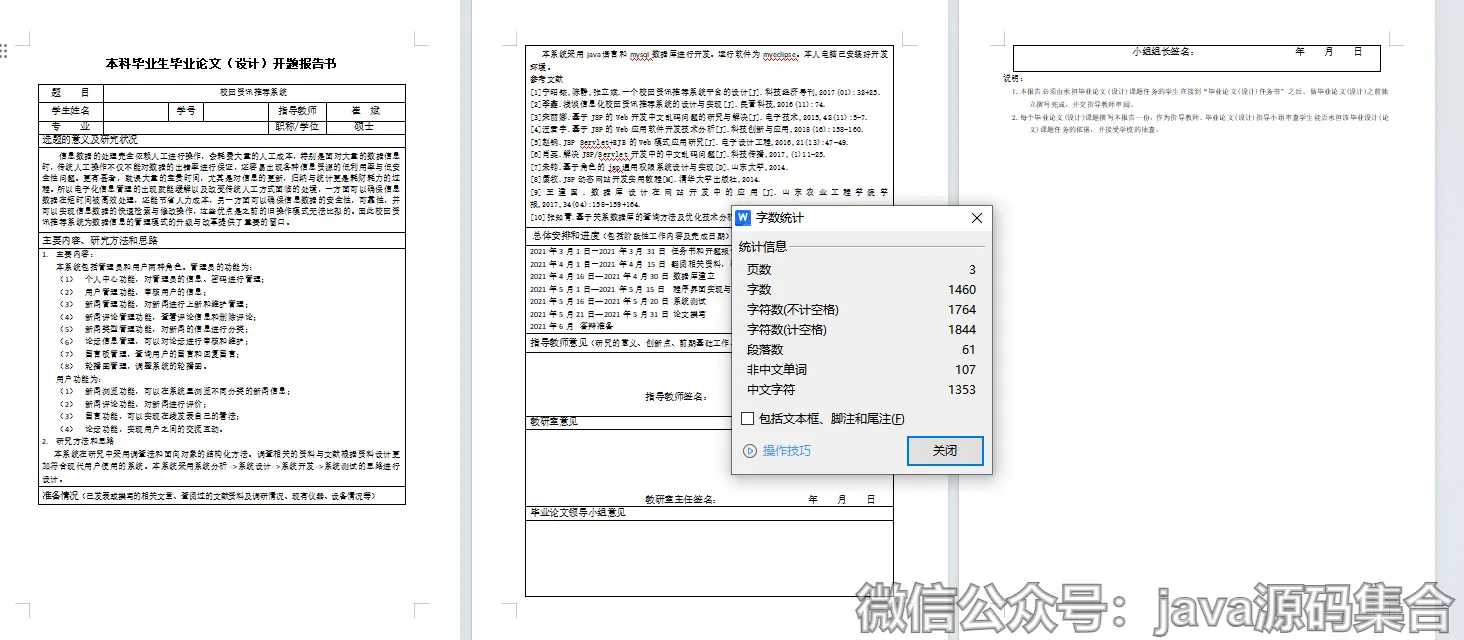 本科毕业生毕业论文（设计）开题报告书
题　目 校园资讯推荐系统
学生姓名 学号 指导教师 崔　斌
专　业 职称/学位 硕士
选题的意义及研究状况
信息数据的处理完全依赖人工进行操作，会耗费大量的人工成本，特别是面对大量的数据信息
时，传统人工操作不仅不能对数据的出错率进行保证，还容易出现各种信息资源的低利用率与低安
全性问题。更有甚者，就浪大量的宝贵时间，尤其是对信息的更新，归纳与统计更是耗财耗力的过
程。所以电子化信息管理的出现就能缓解以及改变传统人工方式面临的处境，一方面可以确保信息
数据在短时间被高效处理，还能节省人力成本，另一方面可以确保信息数据的安全性，可靠性，并
可以实现信息数据的快速检索与修改操作，这些优点是之前的旧操作模式无法比拟的。因此校园资
讯推荐系统为数据信息的管理模式的升级与改革提供了重要的窗口。
主要内容、研究方法和思路
1. 主要内容：
本系统包括管理员和用户两种角色。管理员的功能为：
（1） 个人中心功能，对管理员的信息、密码进行管理；
（2） 用户管理功能，审核用户的信息；
（3） 新闻管理功能，对新闻进行上新和维护管理；
（4） 新闻评论管理功能，查看评论信息和删除评论；
（5） 新闻类型管理功能，对新闻的信息进行分类；
（6） 论坛信息管理，可以对论坛进行审核和维护；
（7） 留言板管理，查询用户的留言和回复留言；
（8） 轮播图管理，调整系统的轮播图。
用户功能为：
（1） 新闻浏览功能，可以在系统里浏览不同分类的新闻信息；
（2） 新闻评论功能，对新闻进行评价；
（3） 留言功能，可以实现在线发表自己的看法；
（4） 论坛功能，实现用户之间的交流互动。
2. 研究方法和思路
本系统在研究中采用调查法和面向对象的结构化方法。调查相关的资料与文献根据资料设计更
加符合现代用户使用的系统。本系统采用系统分析->系统设计->系统开发->系统测试的思路进行
设计。
准备情况（已发表或撰写的相关文章、查阅过的文献资料及调研情况、现有仪器、设备情况等）
本系统采用 java 语言和 mysql 数据库进行开发。运行软件为 myeclipse。本人电脑已安装好开发
环境。
参考文献
[1]宁昭铱,陈静,张立斌.一个校园资讯推荐系统平台的设计[J].科技经济导刊,2017(01):32+25.
[2]李鑫.浅谈信息化校园资讯推荐系统的设计与实现[J].民营科技,2016(11):74.
[3]宋丽娜.基于 JSP 的 Web 开发中文乱码问题的研究与解决[J].电子技术,2015,42(11):5-7.
[4]汪君宇.基于 JSP 的 Web 应用软件开发技术分析[J].科技创新与应用,2018(16):158-160.
[5]赵钢.JSP Servlet+EJB 的 Web 模式应用研究[J].电子设计工程,2016,21(13):47-49.
[6]肖英.解决 JSP/Servlet 开发中的中文乱码问题[J].科技传播,2017,(1)11-25.
[7]朱钧.基于角色的 jsp 通用权限系统设计与实现[D].山东大学,2014.
[8]聂牧.JSP 动态网站开发实用教程[M].清华大学出版社,2014.
[9] 王建国.数据库设计在网站开发中的应用[J].山东农业工程学院学
报,2017,34(04):158-159+164.
[10]张如青.基于关系数据库的查询方法及优化技术分
总体安排和进度（包括阶段性工作内容及完成日期）
2021 年 3 月 1 日—2021 年 3 月 31 日 任务书和开题报
2021 年 4 月 1 日—2021 年 4 月 15 日 翻阅相关资料，
2021 年 4 月 16 日—2021 年 4 月 30 日 数据库建立
2021 年 5 月 1 日—2021 年 5 月 15 日 程序界面实现与
2021 年 5 月 16 日—2021 年 5 月 20 日 系统测试
2021 年 5 月 21 日—2021 年 5 月 31 日 论文撰写
2021 年 6 月 答辩准备
指导教师意见（研究的意义、创新点、前期基础工作、
指导教师签名：
教研室意见
教研室主任签名： 年 月 日
毕业论文领导小组意见
小组组长签名： 年 月 日
说明：
1.本报告必须由承担毕业论文(设计)课题任务的学生在接到“毕业论文(设计)任务书”之后、做毕业论文(设计)之前独
立撰写完成，并交指导教师审阅。
2.每个毕业论文(设计)课题撰写本报告一份，作为指导教师、毕业论文(设计)指导小组审查学生能否承担该毕业设计(论
文)课题任务的依据，并接受学校的抽查。
字数统计
统计信息
页数 3
字数 1460
字符数(不计空格) 1764
字符数(计空格) 1844
段落数 61
非中文单词 107
中文字符 1353
包括文本框、脚注和尾注(F)
操作技巧
关闭
微信公众号：java源码集合